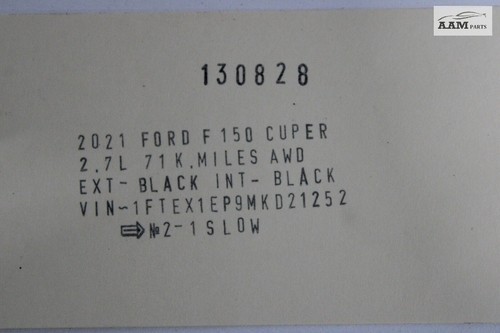 AAM PARTS
130828
2021 FORD F150 CUPER
2.7L 71K.MILES AWD
EXT- BLACK INT- BLACK
VIN~1FTEX1EP9MKD21252
⇛ №2-1SLOW